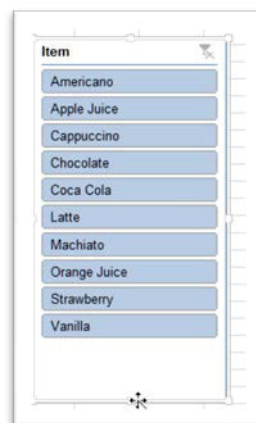 Item
Americano
Apple Juice
Cappuccino
Chocolate
Coca Cola
Latte
Machiato
Orange Juice
Strawberry
Vanilla